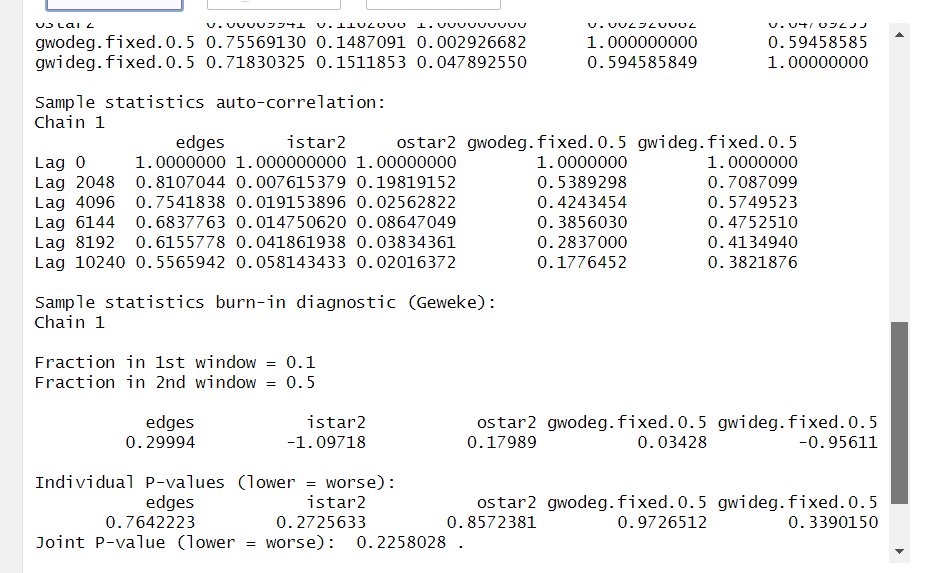 gwodeg.fixed.0.5 0.75569130 0.1487091 0.002926682 1.000000000 0.59458585
gwideg.fixed.0.5 0.71830325 0.1511853 0.047892550 0.594585849 1.00000000
Sample statistics auto-correlation:
Chain 1
edges istar2 ostar2 gwodeg.fixed.0.5 gwideg.fixed.0.5
Lag 0 1.0000000 1.000000000 1.00000000 1.0000000 1.0000000
Lag 2048 0.8107044 0.007615379 0.19819152 0.5389298 0.7087099
Lag 4096 0.7541838 0.019153896 0.02562822 0.4243454 0.5749523
Lag 6144 0.6837763 0.014750620 0.08647049 0.3856030 0.4752510
Lag 8192 0.6155778 0.041861938 0.03834361 0.2837000 0.4134940
Lag 10240 0.5565942 0.058143433 0.02016372 0.1776452 0.3821876
Sample statistics burn-in diagnostic (Geweke):
Chain 1
Fraction in 1st window = 0.1
Fraction in 2nd window = 0.5
edges istar2 ostar2 gwodeg.fixed.0.5 gwideg.fixed.0.5
0.29994 -1.09718 0.17989 0.03428 -0.95611
Individual P-values (lower = worse):
edges istar2 ostar2 gwodeg.fixed.0.5 gwideg.fixed.0.5
0.7642223 0.2725633 0.8572381 0.9726512 0.3390150
Joint P-value (lower = worse): 0.2258028 .